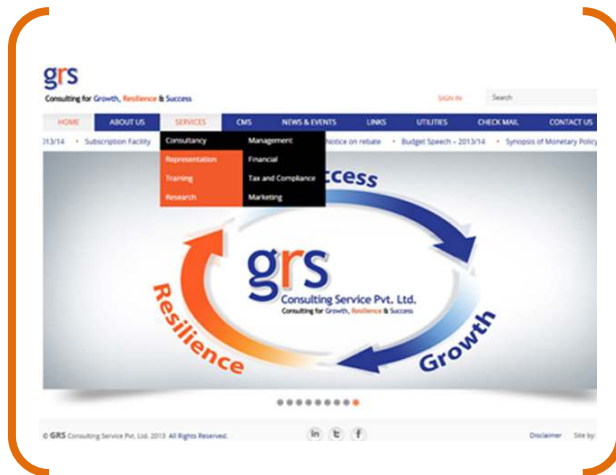 grs
Consulting for Growth, Resilience & Success
SIGN IN Search
HOME ABOUT US SERVICES CMS NEWS & EVENTS LINKS UTILITIES CHECK MAIL CONTACT US
013/14 • Subscription Facility Notice on rebate • Budget Speech – 2013/14 • Synopsis of Monetary Policy
Consultancy Management
Representation Financial
Training Tax and Compliance
Research Marketing
ccess
Resilience
Growth
grs
Consulting Service Pvt. Ltd.
Consulting for Growth, Resilience & Success
© GRS Consulting Service Pvt. Ltd. 2013 All Rights Reserved.
in t f
Disclaimer Site by: